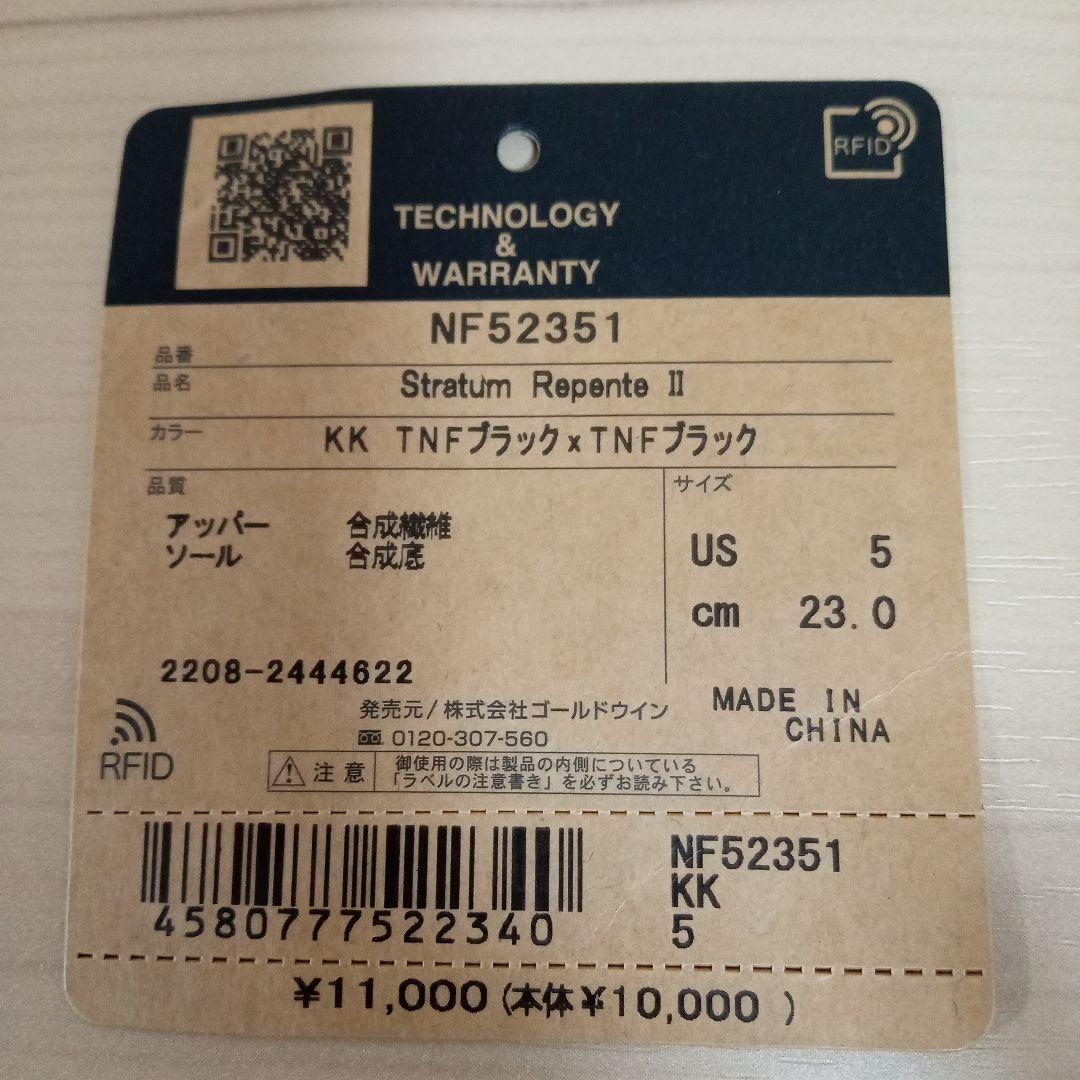 RFID
TECHNOLOGY
&
WARRANTY
品番 NF52351
品名 Stratum Repente II
カラー KK TNFブラックxTNFブラック
品質
アッパー 合成繊維
ソール 合成底
サイズ
US 5
cm 23.0
2208-2444622
MADE IN
CHINA
発売元/株式会社ゴールドウイン
0120-307-560
RFID
注意 御使用の際は製品の内側についている
「ラベルの注意書き」を必ずお読み下さい。
4580777522340
NF52351
KK
5
¥11,000(本体¥10,000 )